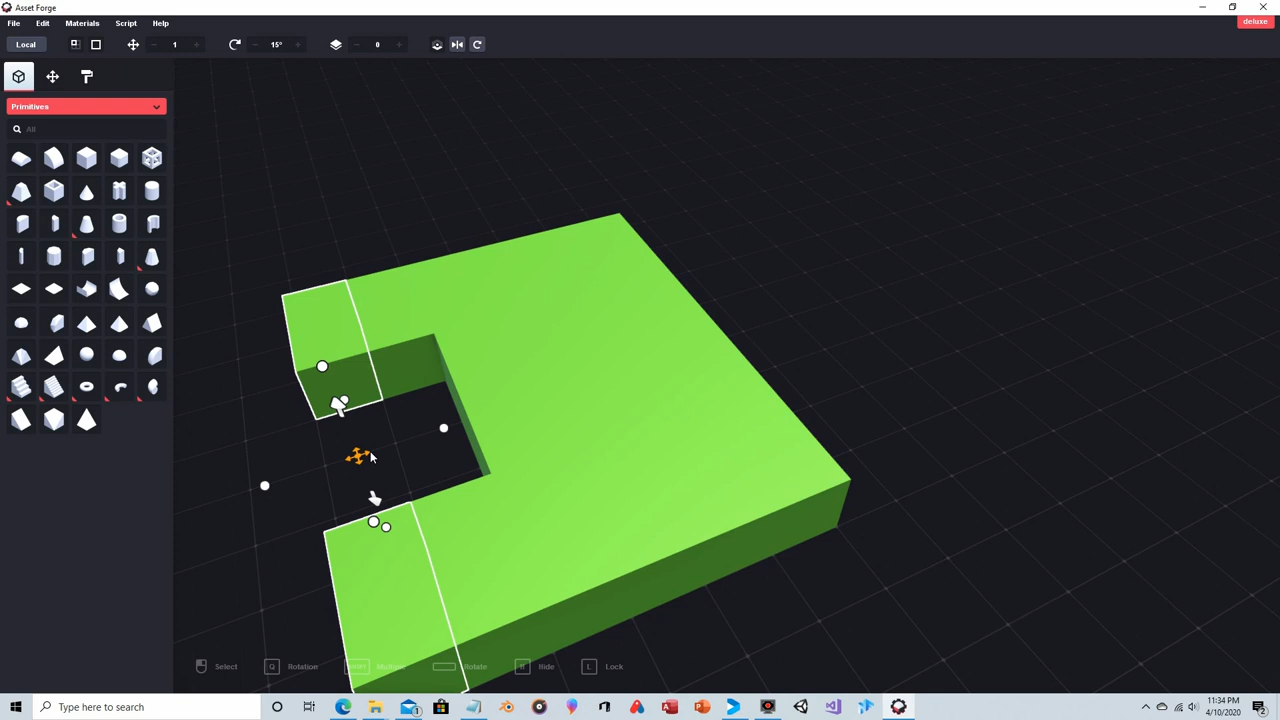 Asset Forge
File Edit Materials Script Help
deluxe
Local
1
15°
0
Primitives
All
Select
Q Rotation
Rotate
Hide
L Lock
Type here to search
11:34 PM
4/10/2020